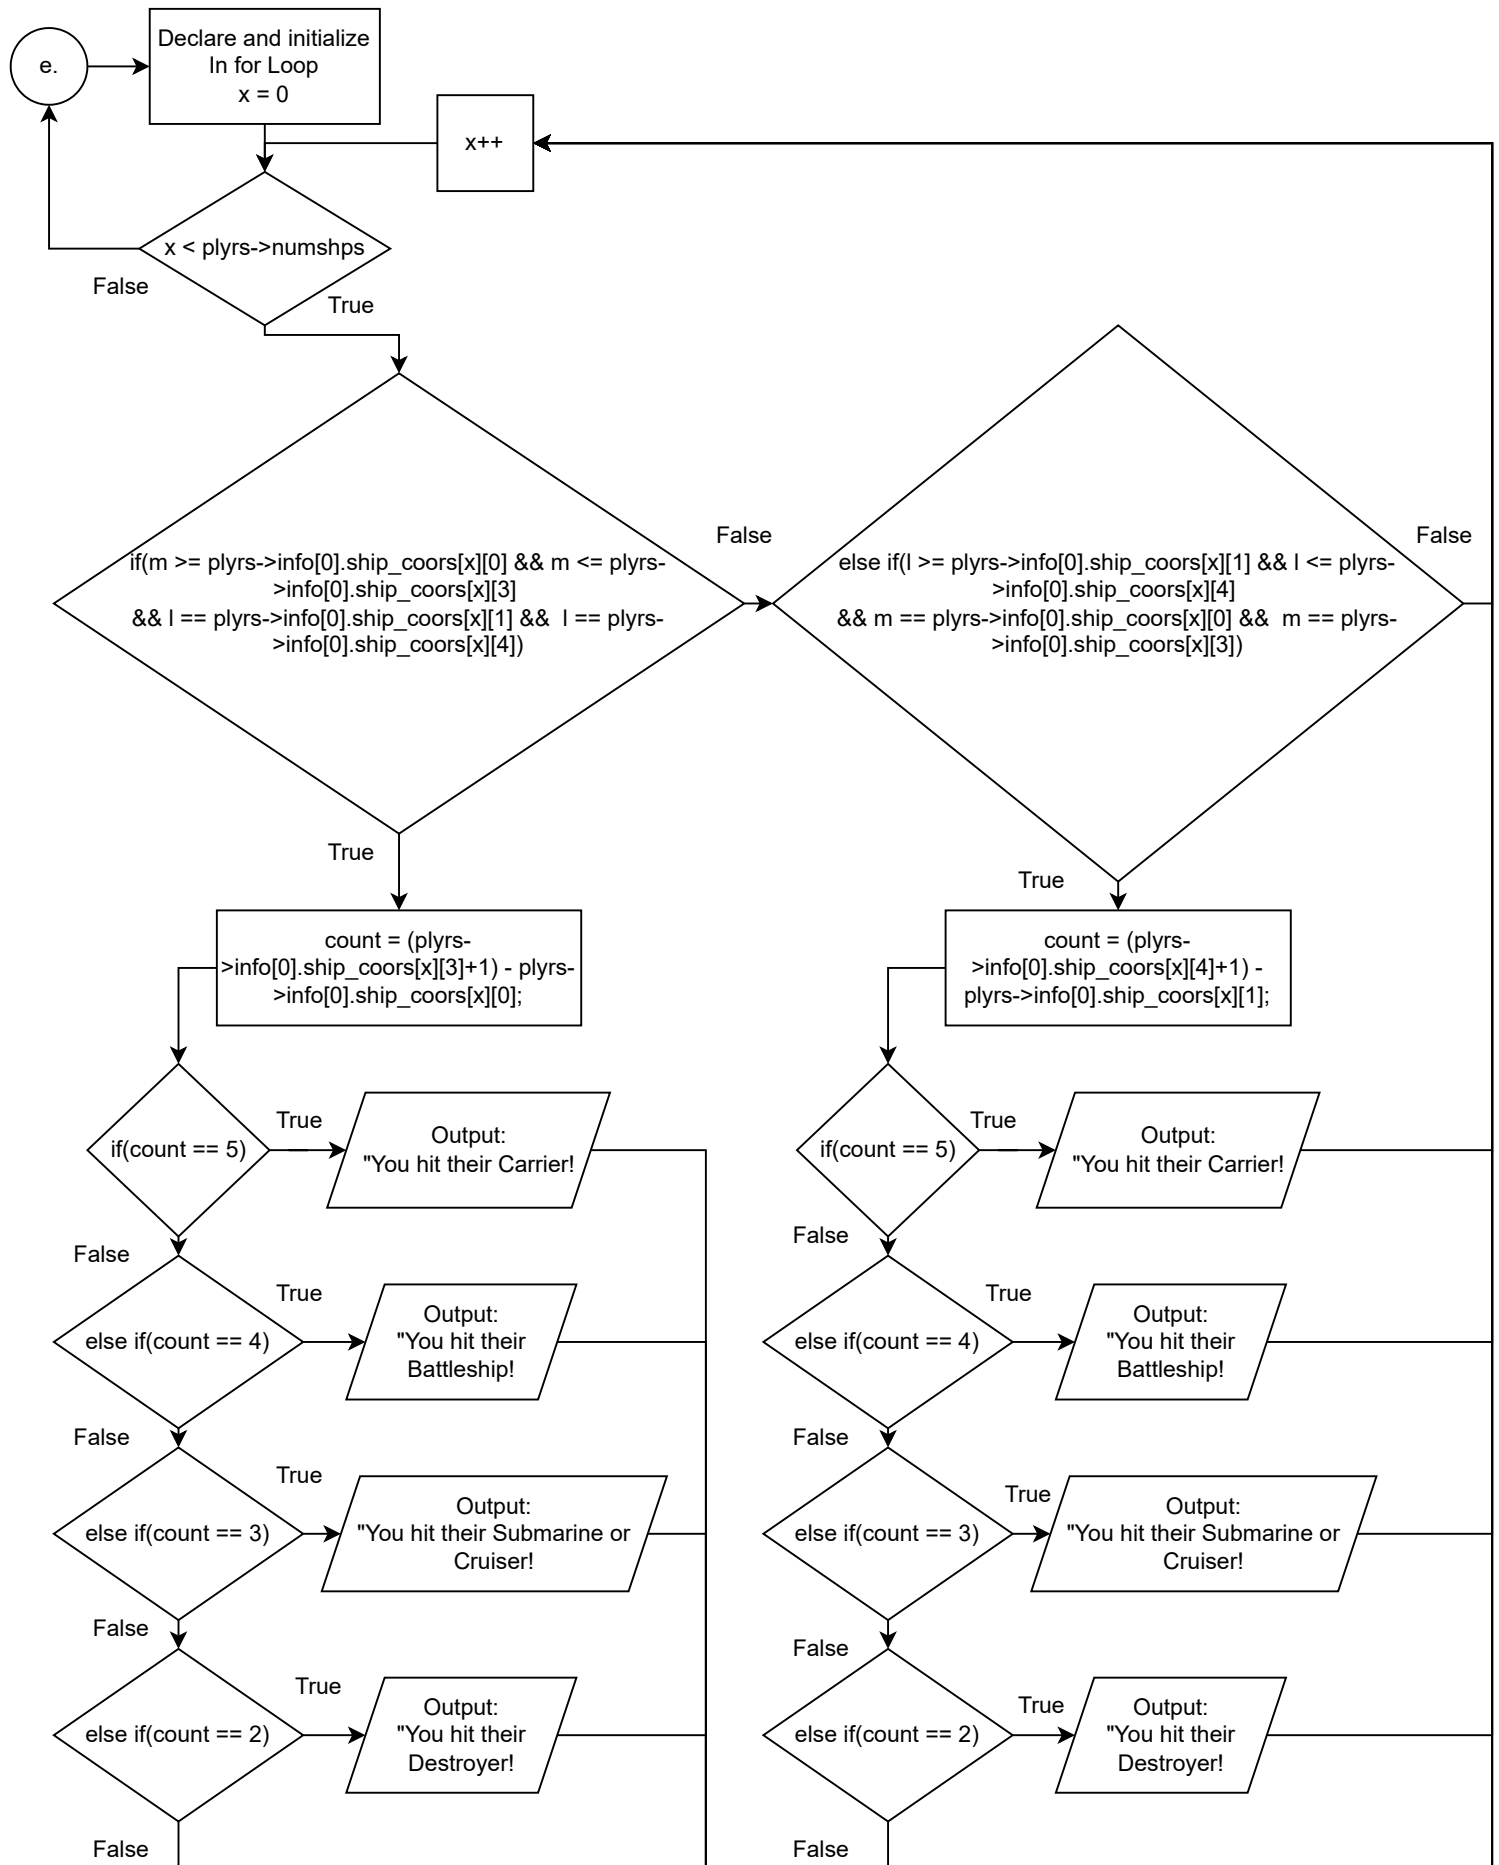 Declare and initialize
In for Loop
x = 0
e.
x++
x < plyrs->numshps
False
True
False
False
if(m >= plyrs->info[0].ship_coors[x][0] && m <= plyrs-
>info[0].ship_coors[x][3]
&& l == plyrs->info[0].ship_coors[x][1] &&  l == plyrs-
>info[0].ship_coors[x][4])
else if(l >= plyrs->info[0].ship_coors[x][1] && l <= plyrs-
>info[0].ship_coors[x][4]
&& m == plyrs->info[0].ship_coors[x][0] &&  m == plyrs-
>info[0].ship_coors[x][3])
True
True
count = (plyrs-
>info[0].ship_coors[x][3]+1) - plyrs-
>info[0].ship_coors[x][0];
count = (plyrs-
>info[0].ship_coors[x][4]+1) -
plyrs->info[0].ship_coors[x][1];
if(count == 5)
True
Output:
"You hit their Carrier!
if(count == 5)
True
Output:
"You hit their Carrier!
False
False
else if(count == 4)
True
Output:
"You hit their
Battleship!
else if(count == 4)
True
Output:
"You hit their
Battleship!
False
False
else if(count == 3)
True
Output:
"You hit their Submarine or
Cruiser!
else if(count == 3)
True
Output:
"You hit their Submarine or
Cruiser!
False
False
else if(count == 2)
True
Output:
"You hit their
Destroyer!
else if(count == 2)
True
Output:
"You hit their
Destroyer!
False
False